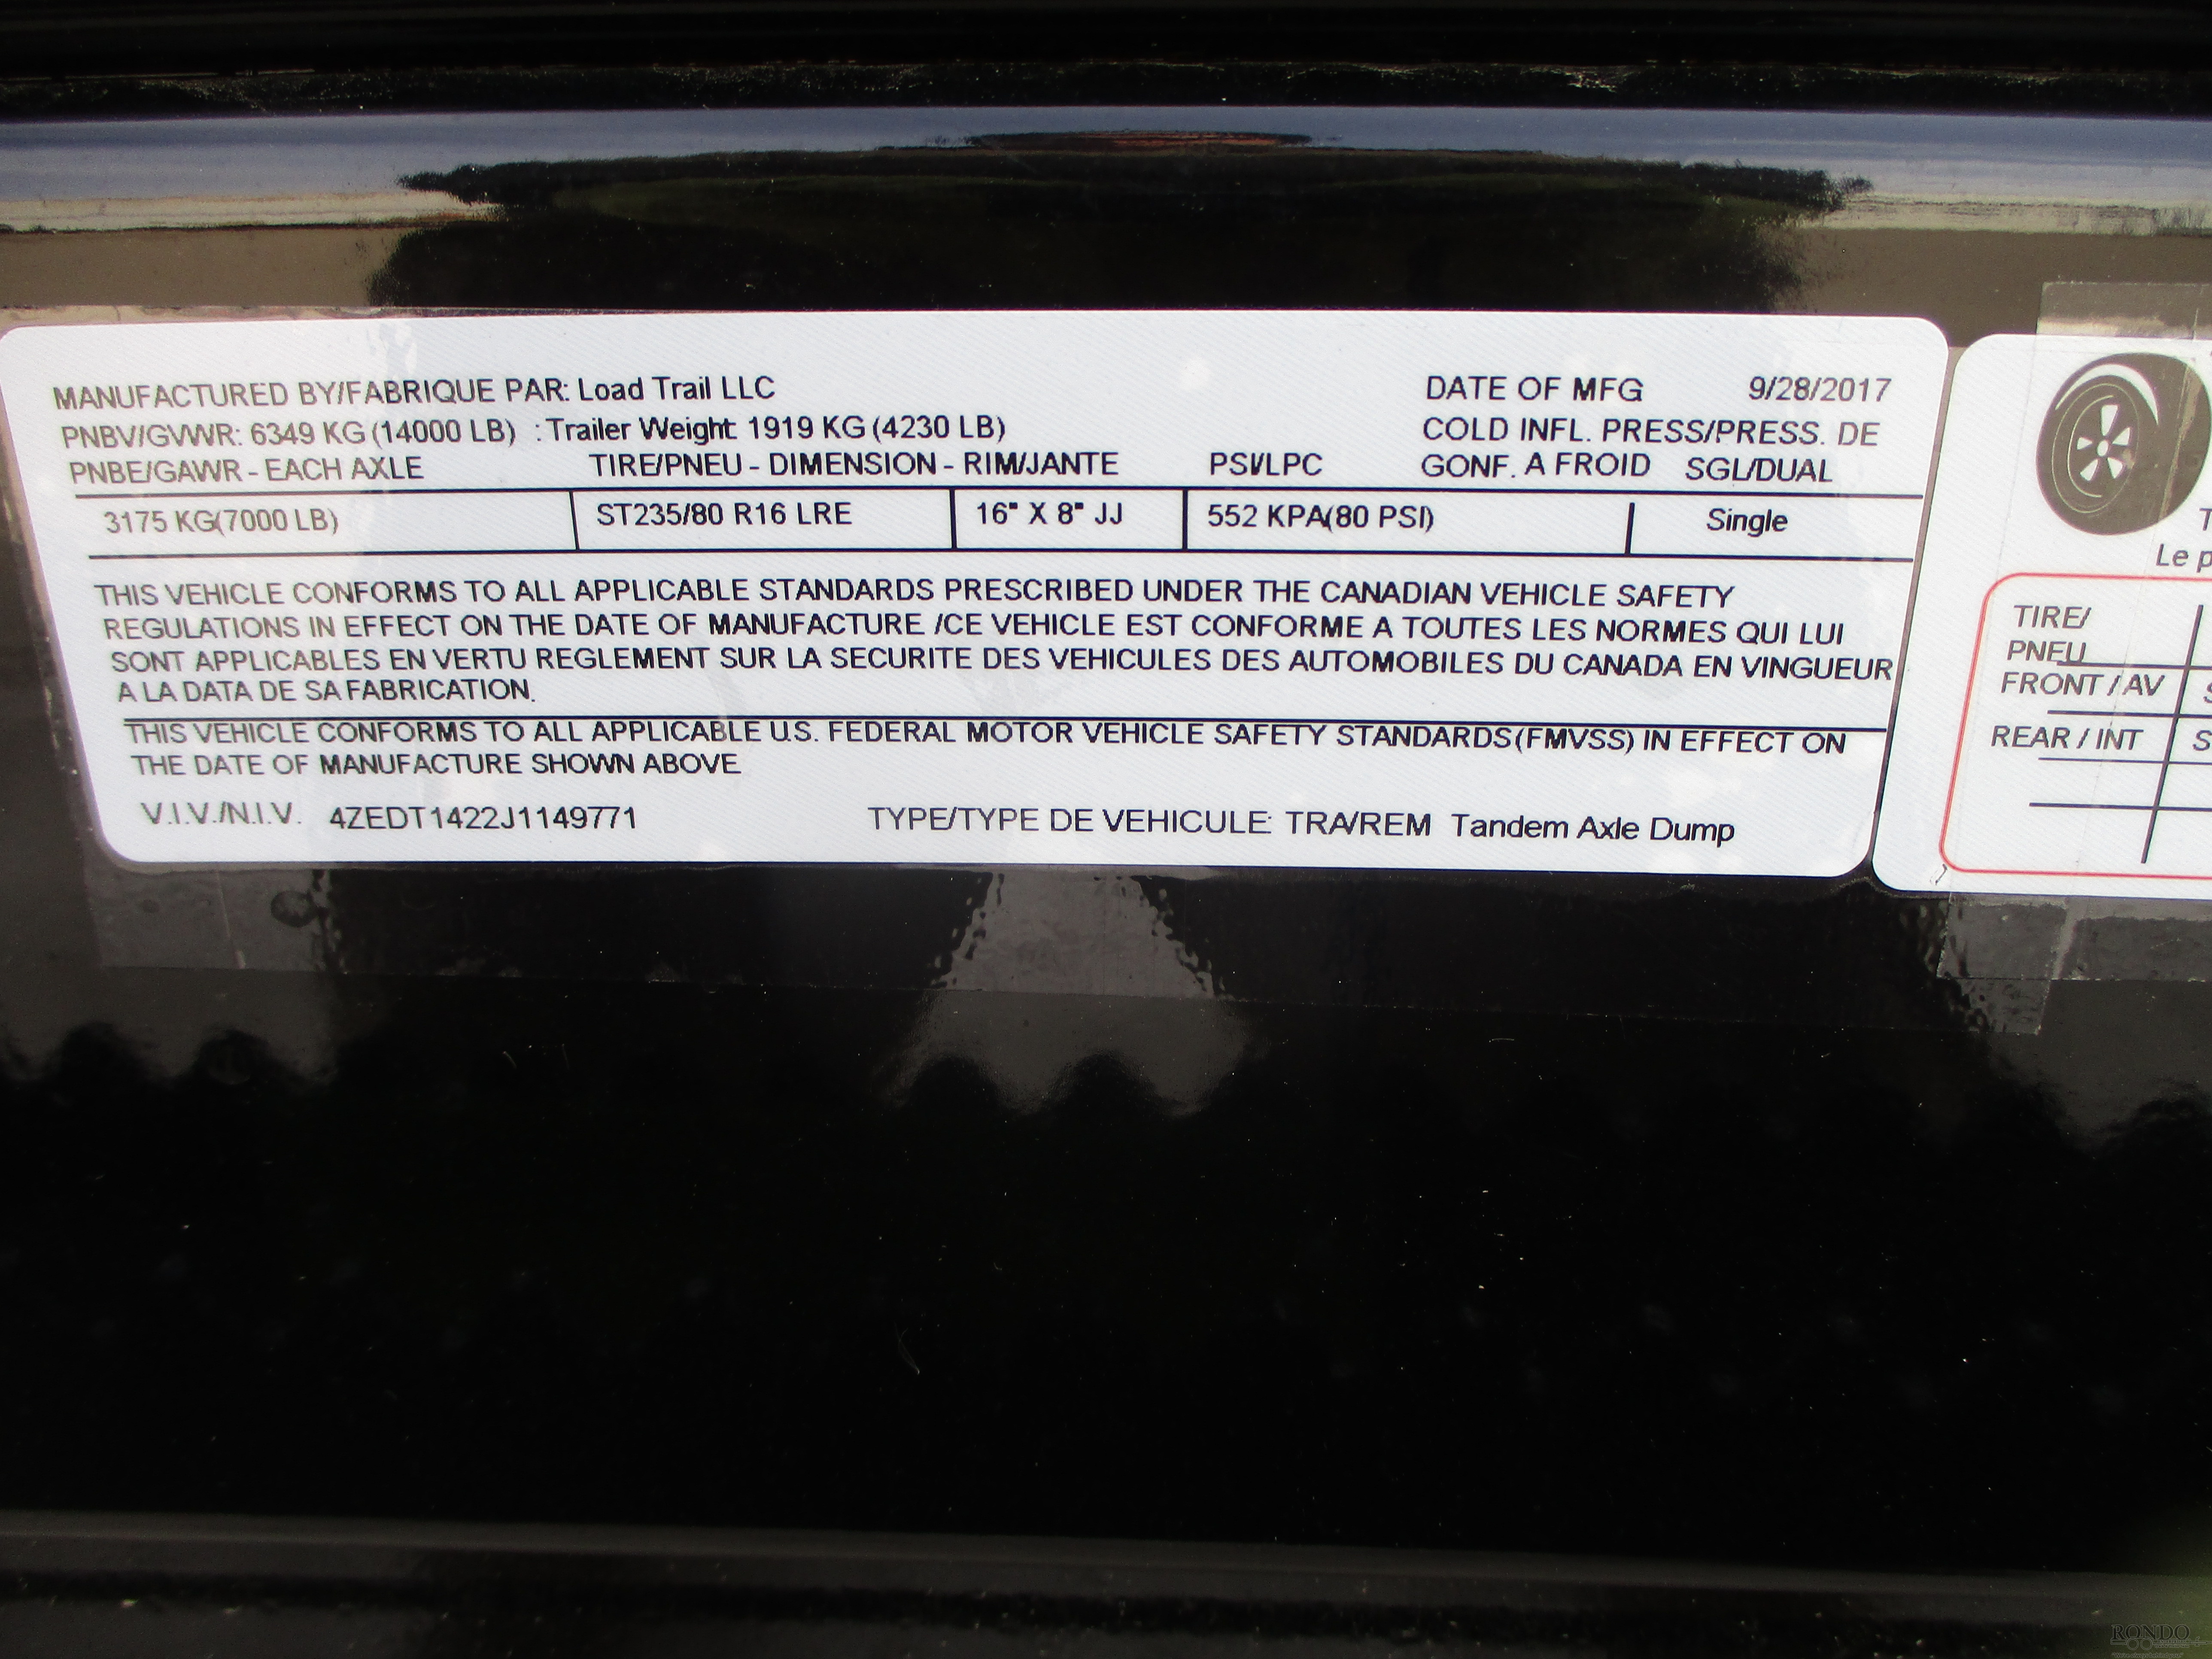 MANUFACTURED BY/FABRIQUE PAR: Load Trail LLC DATE OF MFG 9/28/2017
PNBV/GVWR: 6349 KG (14000 LB) : Trailer Weight: 1919 KG (4230 LB) COLD INFL. PRESS/PRESS. DE
PNBE/GAWR - EACH AXLE TIRE/PNEU - DIMENSION - RIM/JANTE PSI/LPC GONF. A FROID SGL/DUAL
3175 KG(7000 LB) ST235/80 R16 LRE 16" X 8" JJ 552 KPA(80 PSI) Single
THIS VEHICLE CONFORMS TO ALL APPLICABLE STANDARDS PRESCRIBED UNDER THE CANADIAN VEHICLE SAFETY
REGULATIONS IN EFFECT ON THE DATE OF MANUFACTURE /CE VEHICLE EST CONFORME A TOUTES LES NORMES QUI LUI
SONT APPLICABLES EN VERTU REGLEMENT SUR LA SECURITE DES VEHICULES DES AUTOMOBILES DU CANADA EN VINGUEUR
A LA DATA DE SA FABRICATION.
THIS VEHICLE CONFORMS TO ALL APPLICABLE U.S. FEDERAL MOTOR VEHICLE SAFETY STANDARDS(FMVSS) IN EFFECT ON
THE DATE OF MANUFACTURE SHOWN ABOVE
V.I.V./N.I.V. 4ZEDT1422J1149771 TYPE/TYPE DE VEHICULE: TRA/REM Tandem Axle Dump
Le
TIRE/
PNEU
FRONT / AV
REAR / INT
RONDO